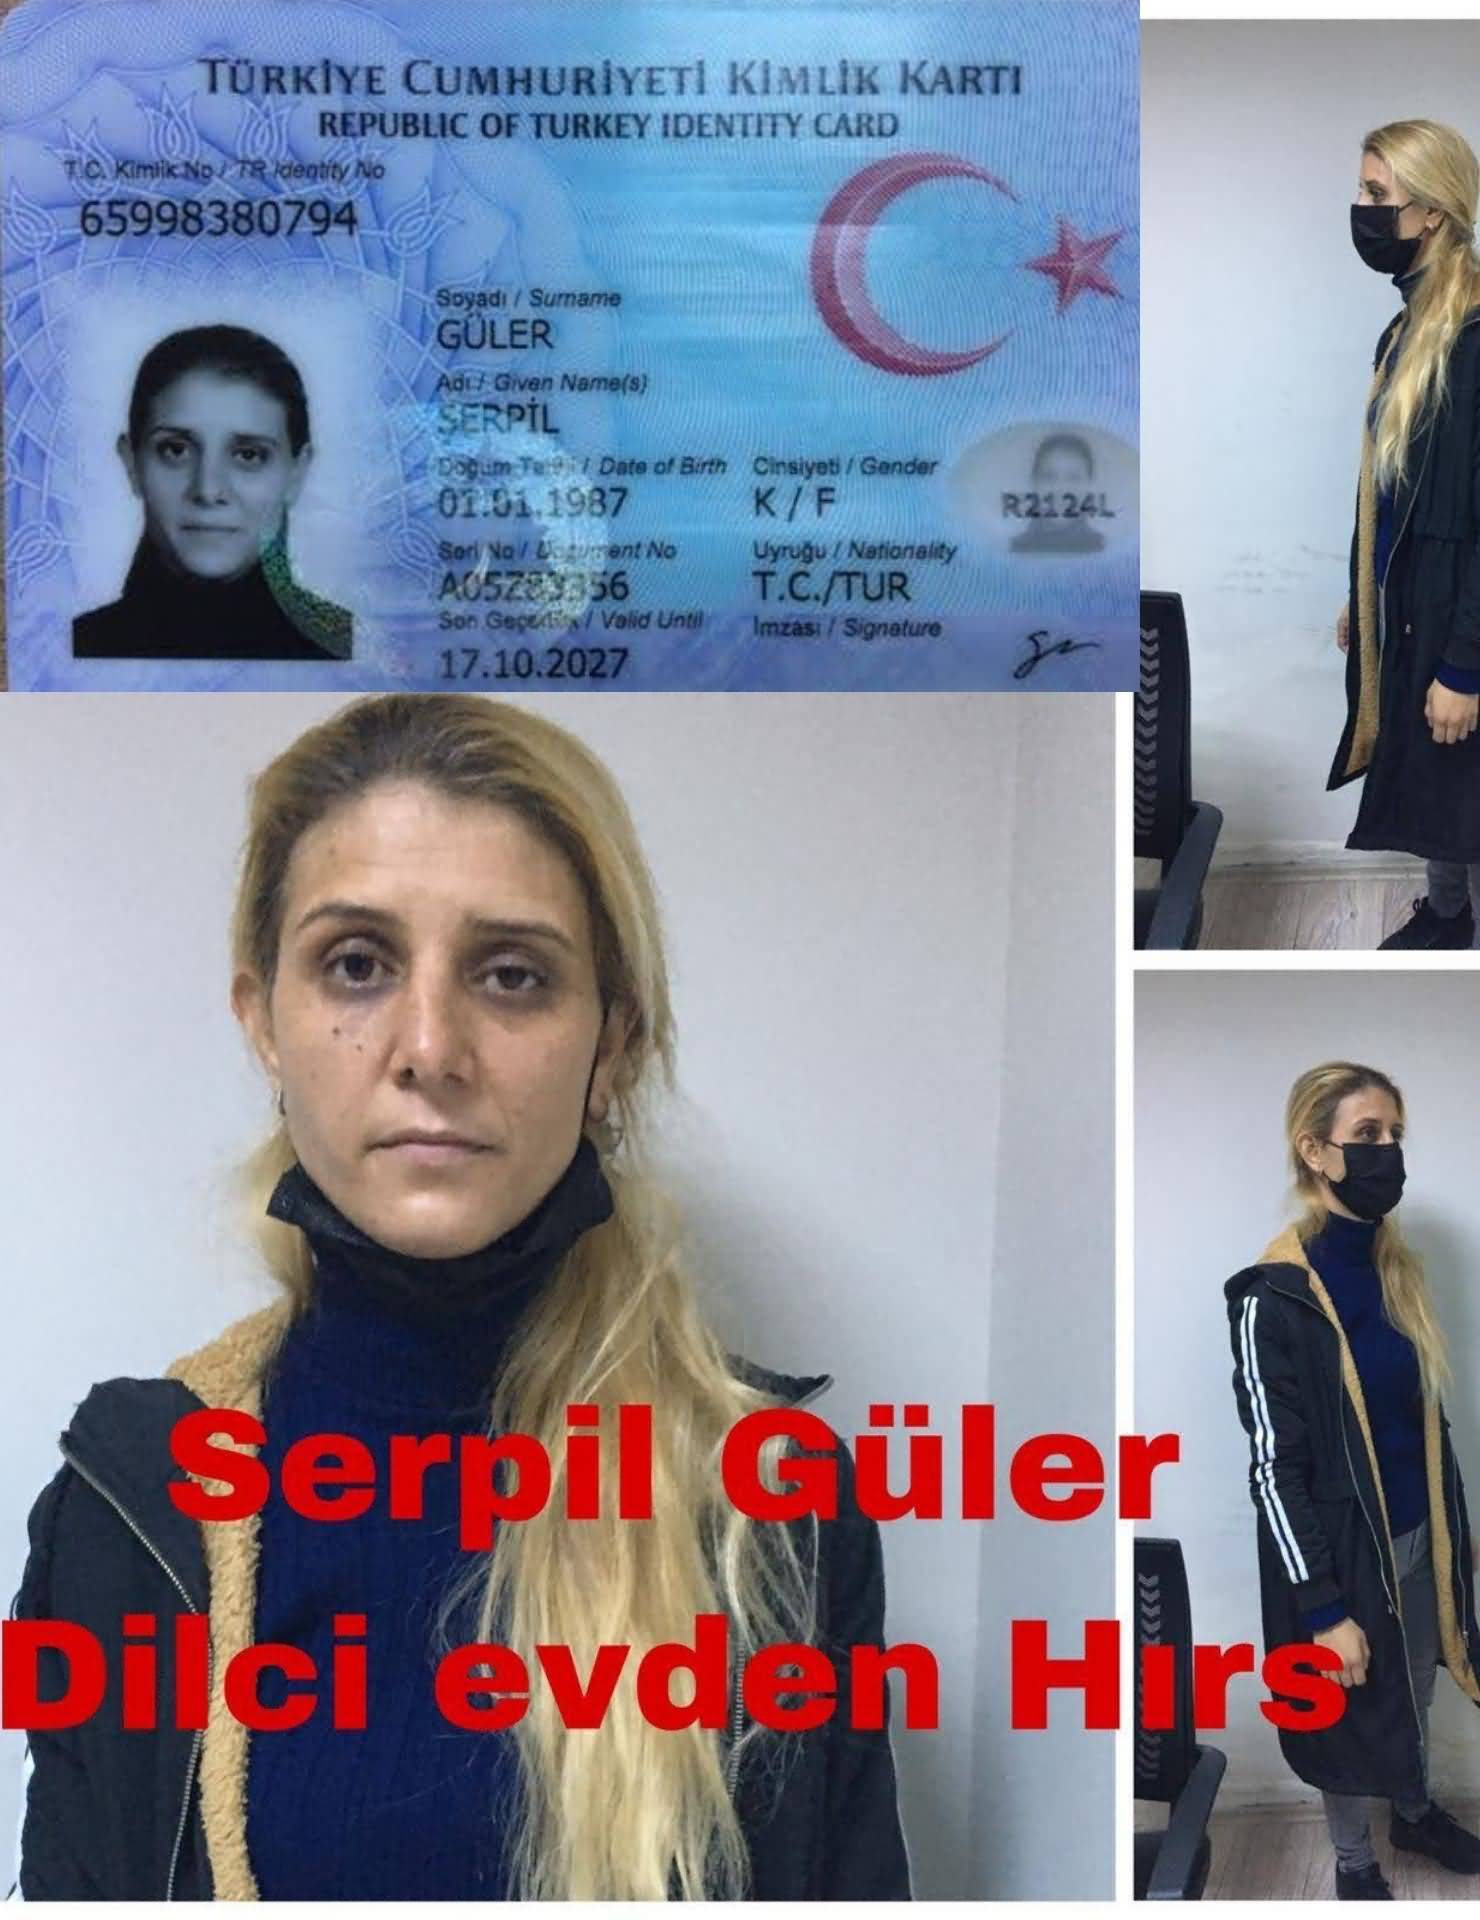 TÜRKİYE CUMHURİYETİ KİMLİK KARTI
REPUBLIC OF TURKEY IDENTITY CARD
T.C. Kimlik No / TR Identity No
65998380794
Soyadı / Surname
GÜLER
Adı / Given Name(s)
SERPİL
Doğum Tarihi / Date of Birth
01.01.1987
Cinsiyeti / Gender
K / F
R2124L
Seri No / Document No
Uyruğu / Nationality
T.C./TUR
Son Geçerlilik / Valid Until
17.10.2027
İmzası / Signature
Serpil Güler
Dilci evden Hırs